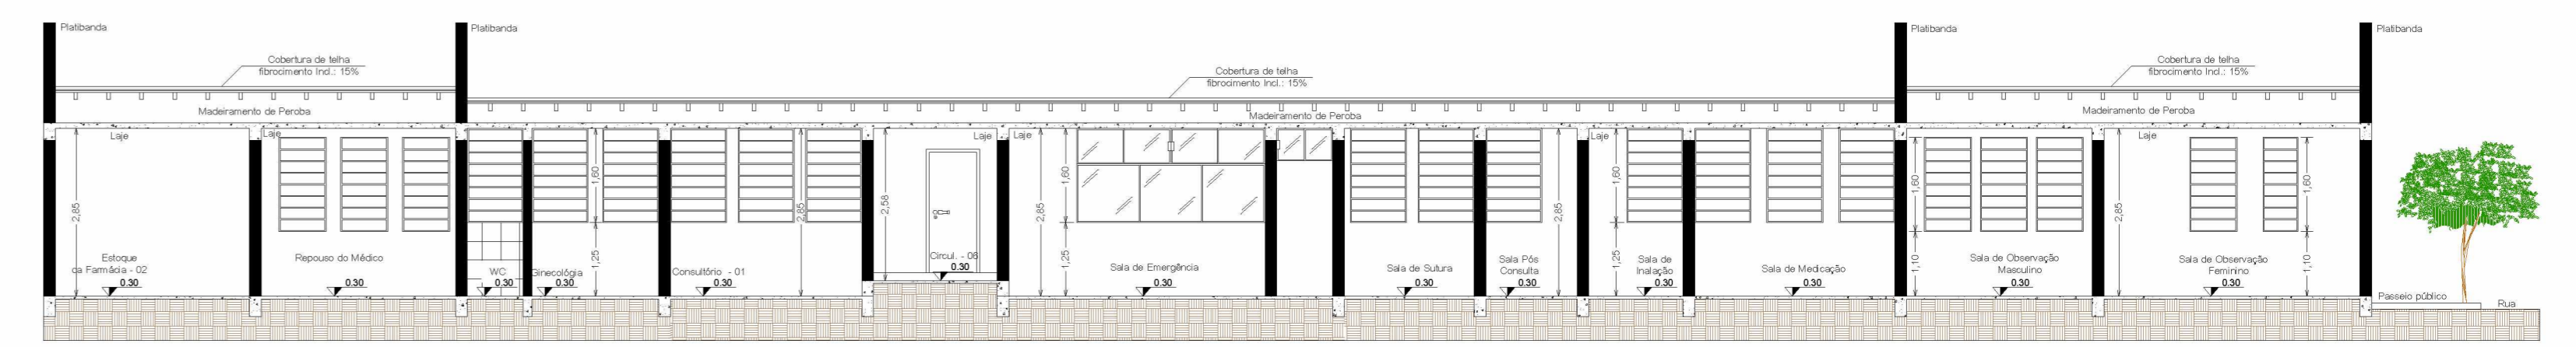 Platibanda
Platibanda
Platibanda
Platibanda
Cobertura de telha
fibrocimento Incl.: 15%
Cobertura de telha
fibrocimento Incl.: 15%
Cobertura de telha
fibrocimento Incl.: 15%
Madeiramento de Peroba
Madeiramento de Peroba
Madeiramento de Peroba
Laje
Laje
Laje
Laje
Laje
Laje
2,85
1,60
1,25
2,85
2,58
2,85
1,60
1,25
2,85
1,60
1,25
1,60
1,10
2,85
1,60
1,10
Estoque
da Farmácia - 02
0.30
Repouso do Médico
0.30
WC
0.30
Ginecológia
0.30
Consultório - 01
0.30
Circul. - 06
0.30
Sala de Emergência
0.30
Sala de Sutura
0.30
Sala Pós
Consulta
0.30
Sala de
Inalação
0.30
Sala de Medicação
0.30
Sala de Observação
Masculino
0.30
Sala de Observação
Feminino
0.30
Passeio público
Rua